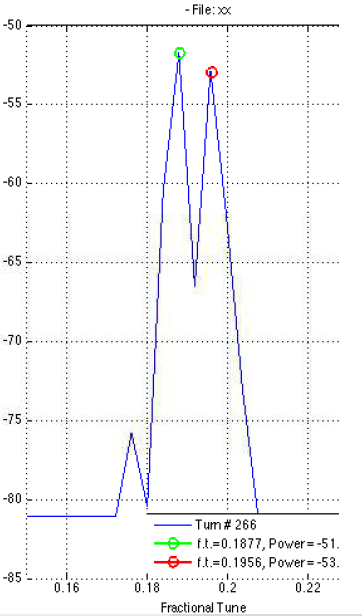 - File: xx
-50
-55
-60
-65
-70
-75
-80
-85
Turn # 266
f.t.=0.1877, Power= -51.
f.t.=0.1956, Power= -53.
0.16 0.18 0.2 0.22
Fractional Tune